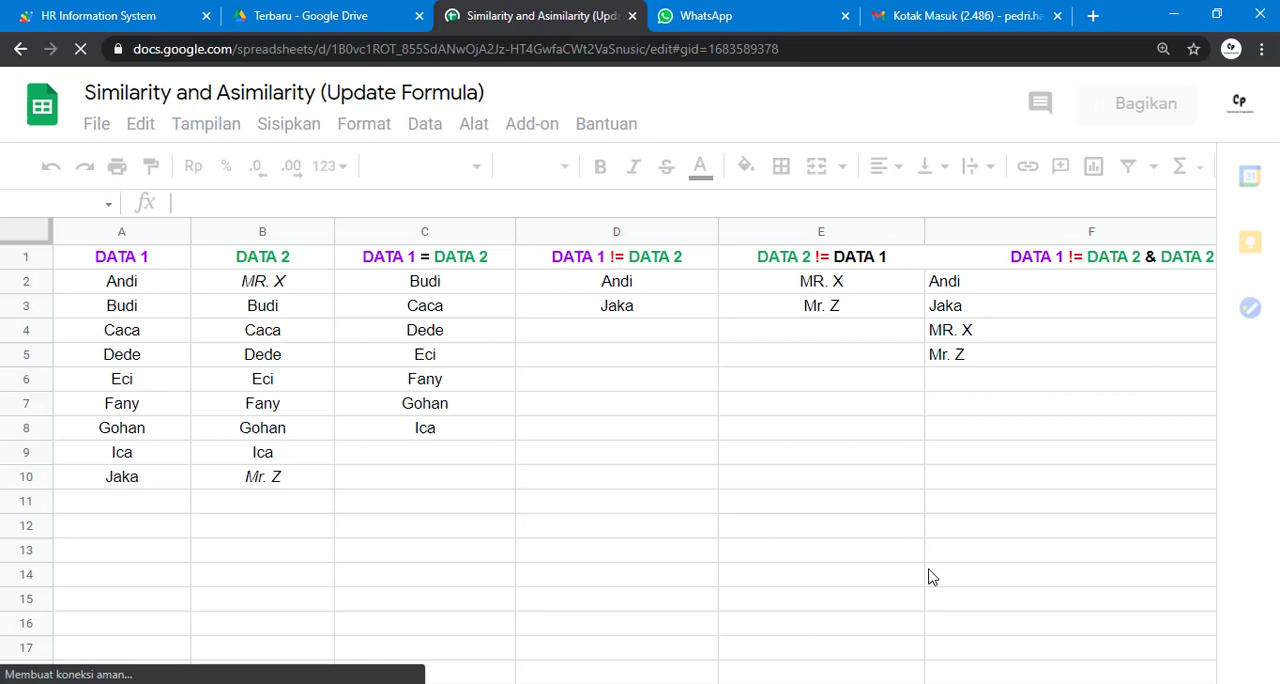 HR Information System
Terbaru - Google Drive
Similarity and Asimilarity (Upda
WhatsApp
Kotak Masuk (2.486) - pedri.ha
docs.google.com/spreadsheets/d/1B0vc1ROT_855SdANwOjA2Jz-HT4GwfaCWt2VaSnusic/edit#gid=1683589378
Similarity and Asimilarity (Update Formula)
Cp
Bagikan
File Edit Tampilan Sisipkan Format Data Alat Add-on Bantuan
Rp % .0 .00 123 B I S A Σ
31
fx
A B C D E F
1 DATA 1 DATA 2 DATA 1 = DATA 2 DATA 1 != DATA 2 DATA 2 != DATA 1 DATA 1 != DATA 2 & DATA 2
2 Andi MR. X Budi Andi MR. X Andi
3 Budi Budi Caca Jaka Mr. Z Jaka
4 Caca Caca Dede MR. X
5 Dede Dede Eci Mr. Z
6 Eci Eci Fany
7 Fany Fany Gohan
8 Gohan Gohan Ica
9 Ica Ica
10 Jaka Mr. Z
11
12
13
14
15
16
17
Membuat koneksi aman...